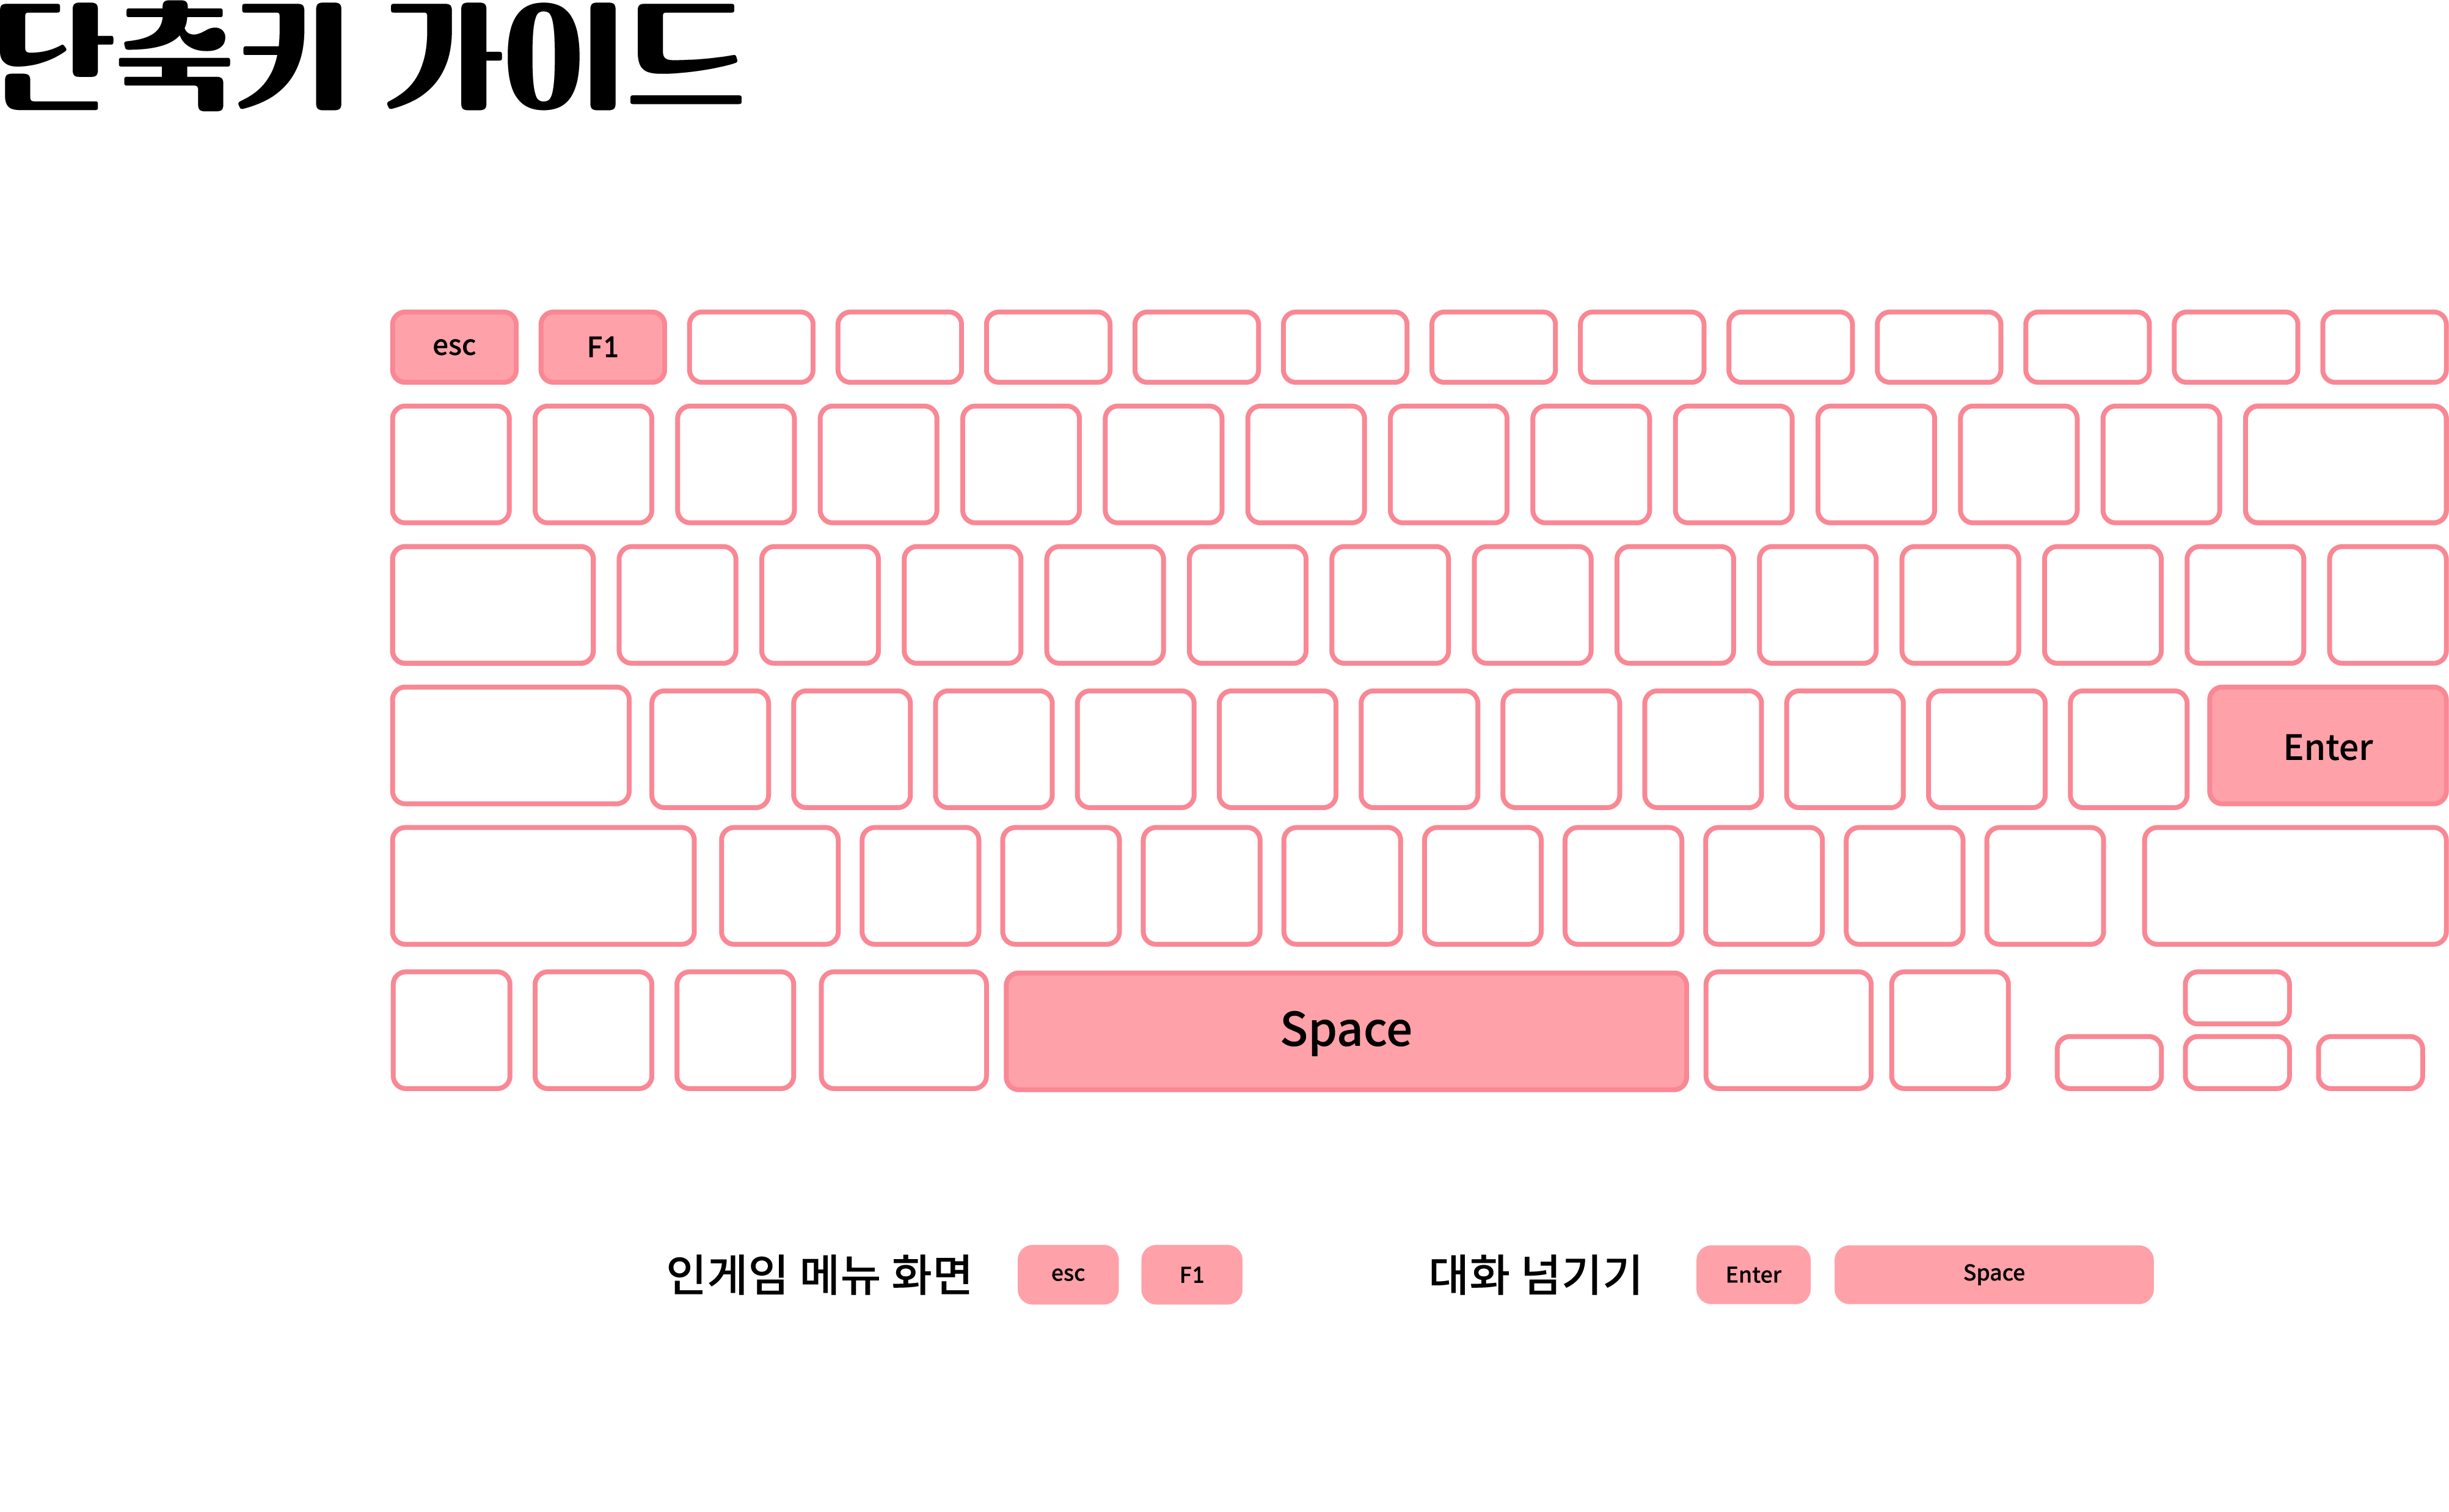 단축키 가이드
esc F1
Enter
Space
인게임 메뉴 화면 esc F1 대화 넘기기 Enter Space